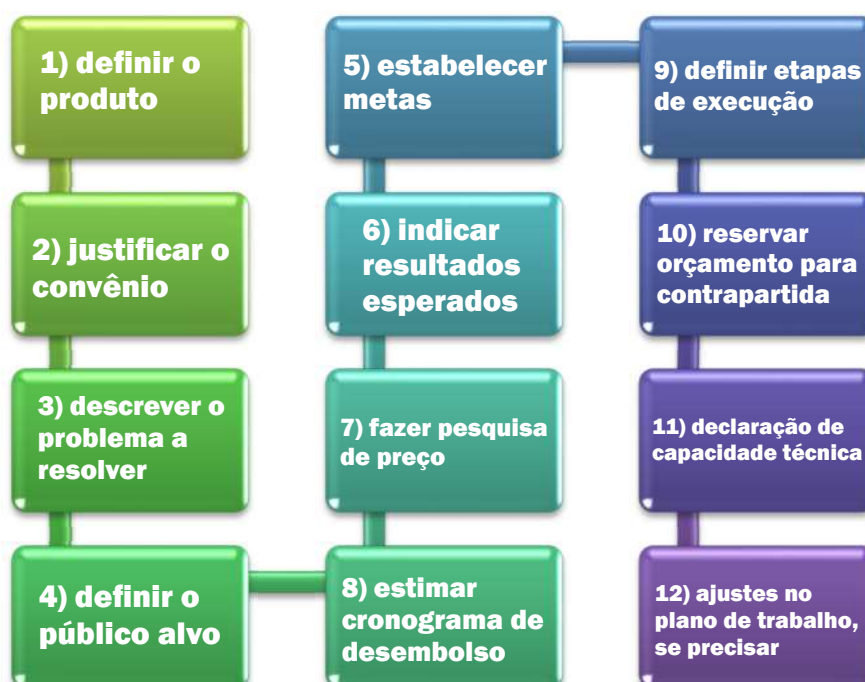 1) definir o
produto
2) justificar o
convênio
3) descrever o
problema a
resolver
4) definir o
público alvo
5) estabelecer
metas
6) indicar
resultados
esperados
7) fazer pesquisa
de preço
8) estimar
cronograma de
desembolso
9) definir etapas
de execução
10) reservar
orçamento para
contrapartida
11) declaração de
capacidade técnica
12) ajustes no
plano de trabalho,
se precisar